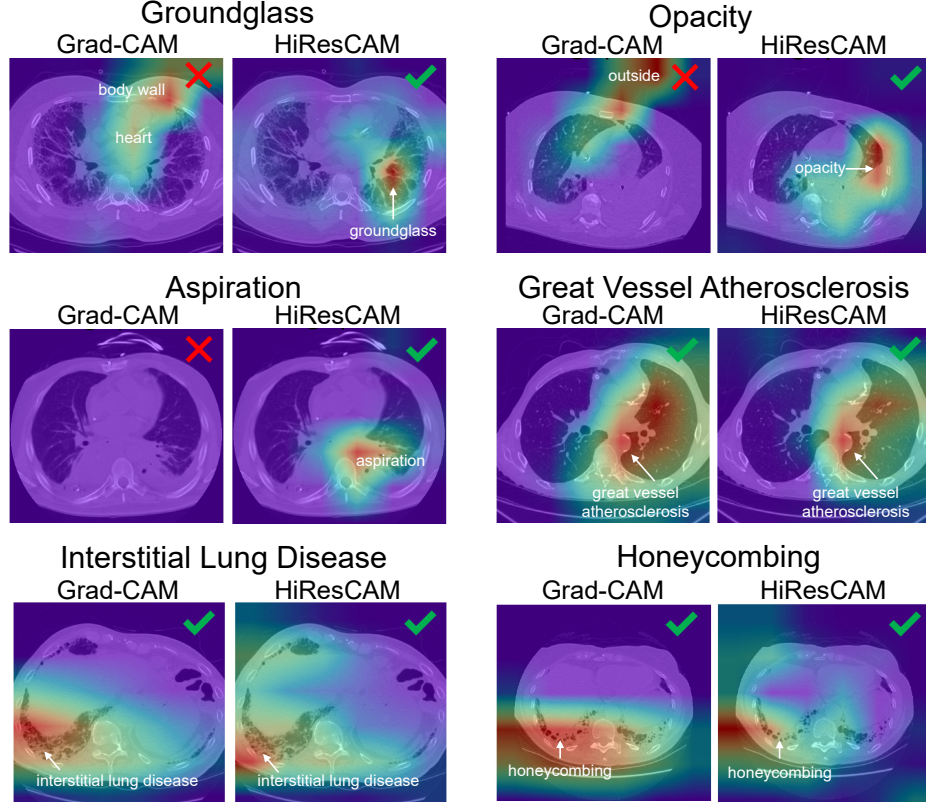 Groundglass
Grad-CAM
HiResCAM
body wall
heart
groundglass
Opacity
Grad-CAM
HiResCAM
outside
opacity
Aspiration
Grad-CAM
HiResCAM
aspiration
Great Vessel Atherosclerosis
Grad-CAM
HiResCAM
great vessel
atherosclerosis
great vessel
atherosclerosis
Interstitial Lung Disease
Grad-CAM
HiResCAM
interstitial lung disease
interstitial lung disease
Honeycombing
Grad-CAM
HiResCAM
honeycombing
honeycombing